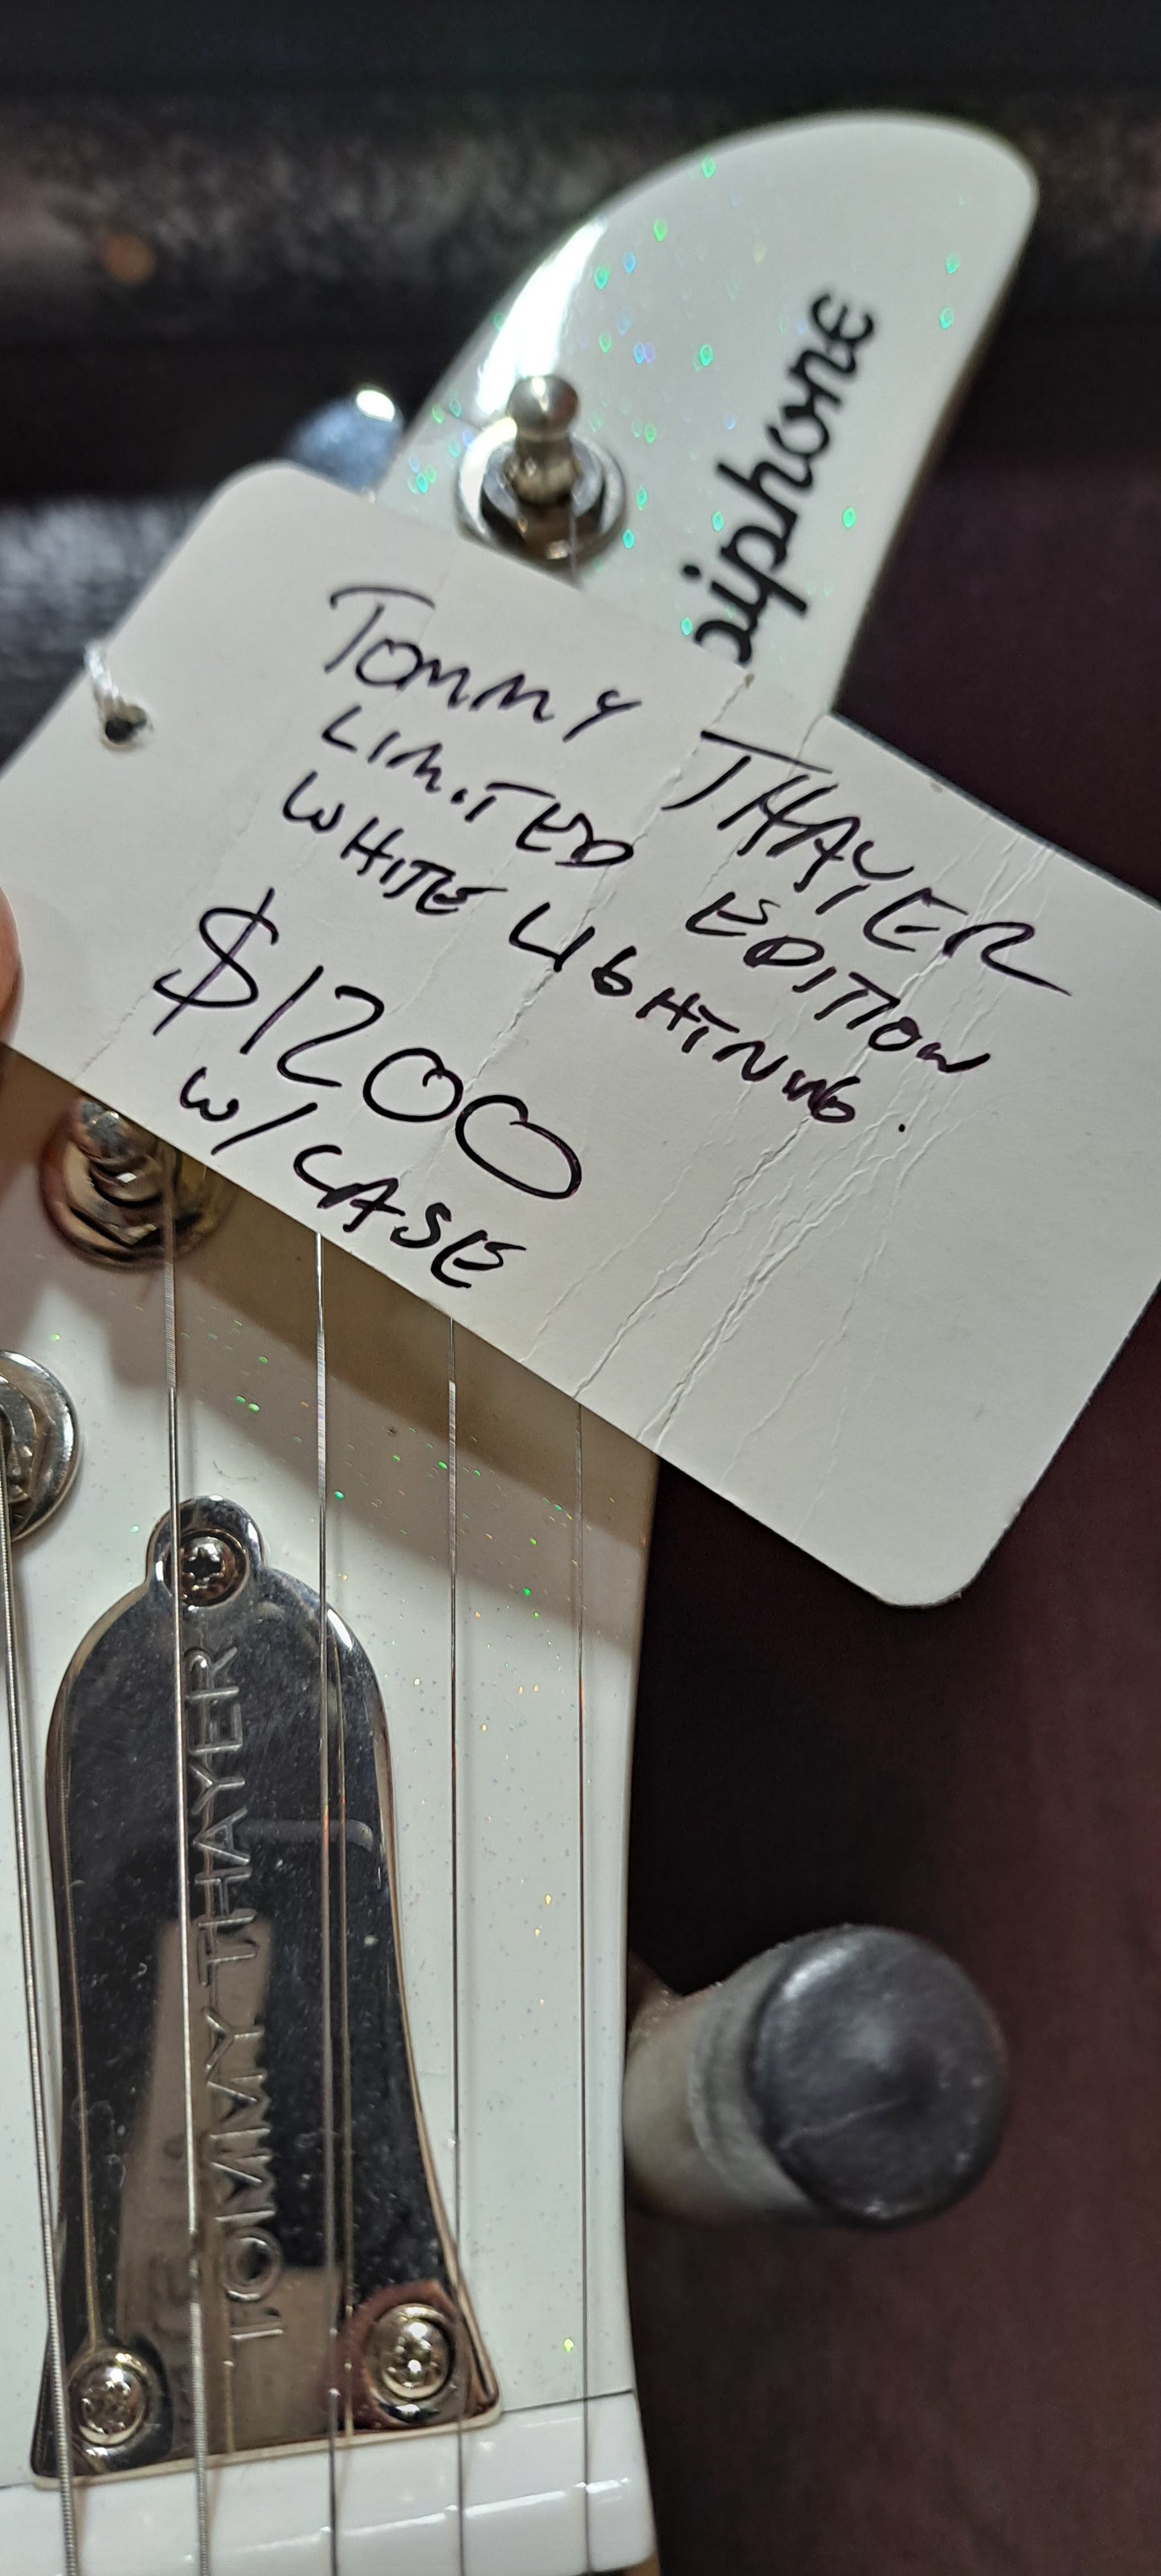 Epiphone
TOMMY THAYER
LIMITED EDITION
WHITE LIGHTNING.
$1200
W/CASE
TOMMY THAYER